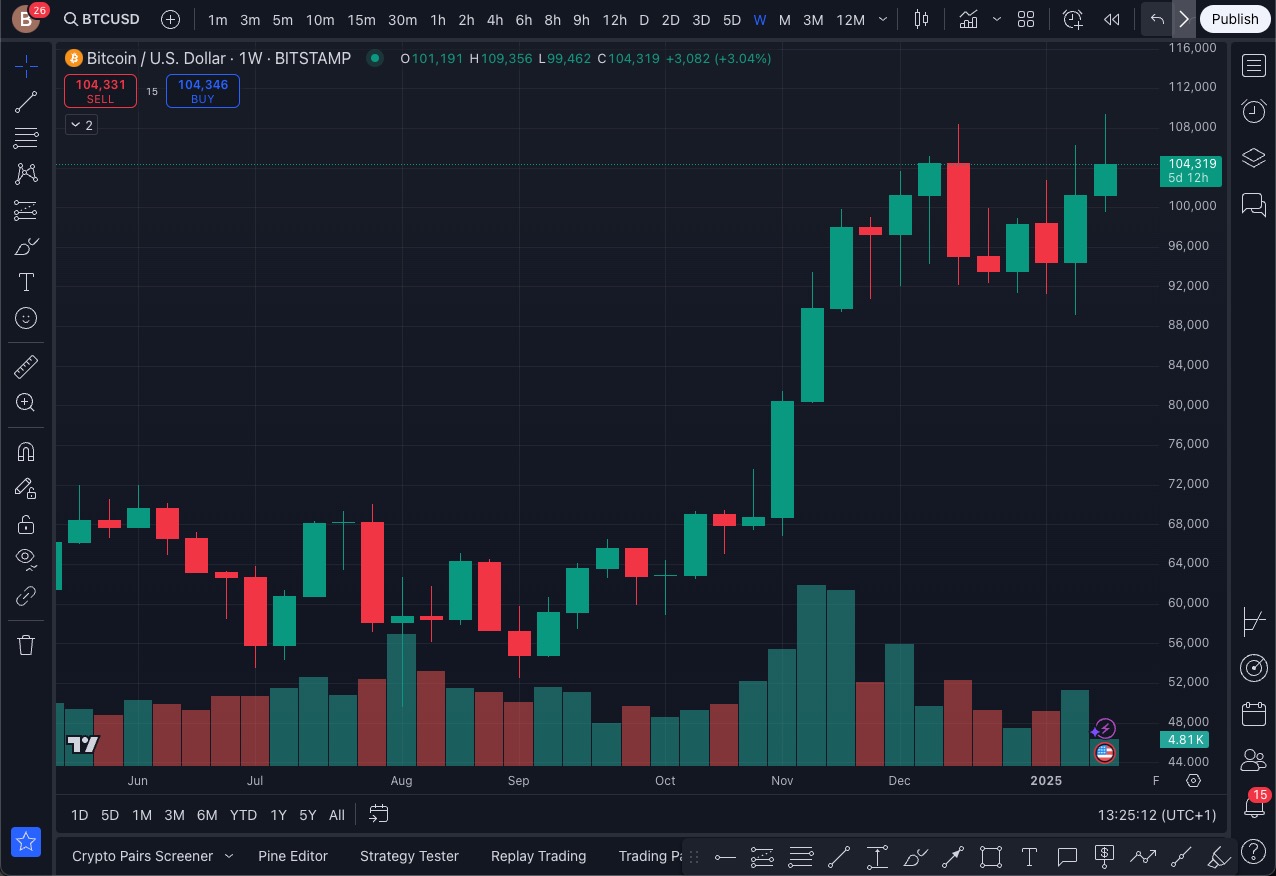 B 26 BTCUSD 1m 3m 5m 10m 15m 30m 1h 2h 4h 6h 8h 9h 12h D 2D 3D 5D W M 3M 12M Publish
Bitcoin / U.S. Dollar · 1W · BITSTAMP O101,191 H109,356 L99,462 C104,319 +3,082 (+3.04%)
104,331
SELL
15
104,346
BUY
2
116,000
112,000
108,000
104,319
5d 12h
100,000
96,000
92,000
88,000
84,000
80,000
76,000
72,000
68,000
64,000
60,000
56,000
52,000
48,000
4.81K
44,000
Jun Jul Aug Sep Oct Nov Dec 2025 F
15
1D 5D 1M 3M 6M YTD 1Y 5Y All 13:25:12 (UTC+1)
Crypto Pairs Screener Pine Editor Strategy Tester Replay Trading Trading Pa